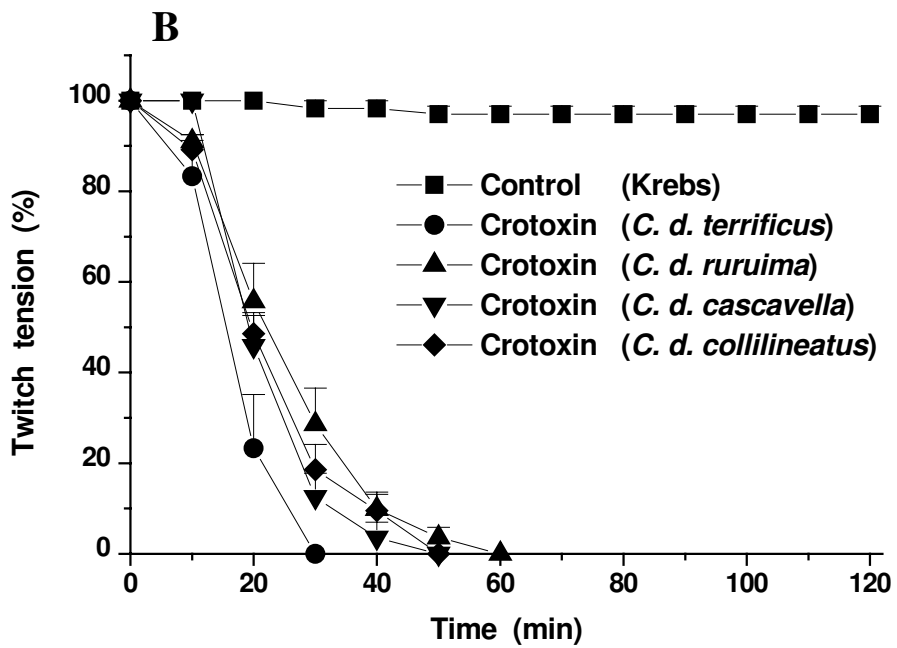 B
Twitch tension (%)
100
80
60
40
20
0
Control (Krebs)
Crotoxin (C. d. terrificus)
Crotoxin (C. d. ruruima)
Crotoxin (C. d. cascavella)
Crotoxin (C. d. collilineatus)
0 20 40 60 80 100 120
Time (min)